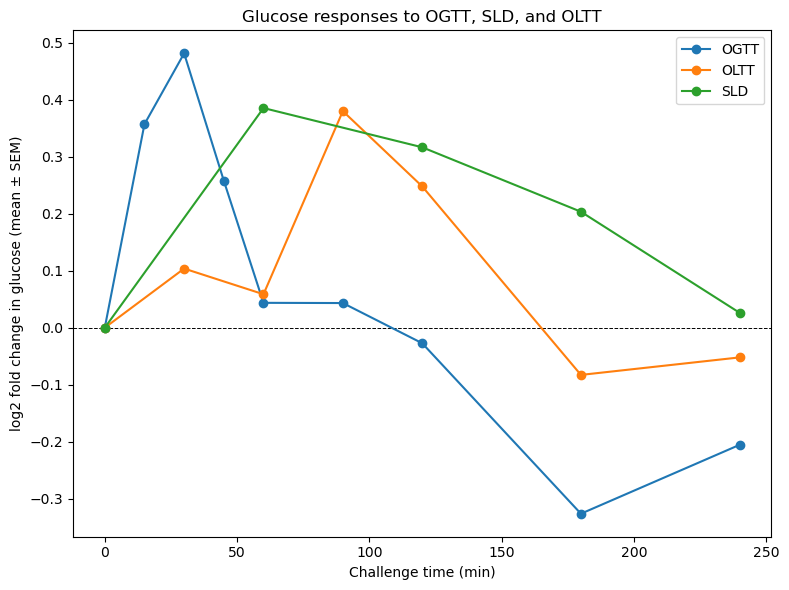 Glucose responses to OGTT, SLD, and OLTT
OGTT
OLTT
SLD
log2 fold change in glucose (mean ± SEM)
0.5
0.4
0.3
0.2
0.1
0.0
−0.1
−0.2
−0.3
0
50
100
150
200
250
Challenge time (min)